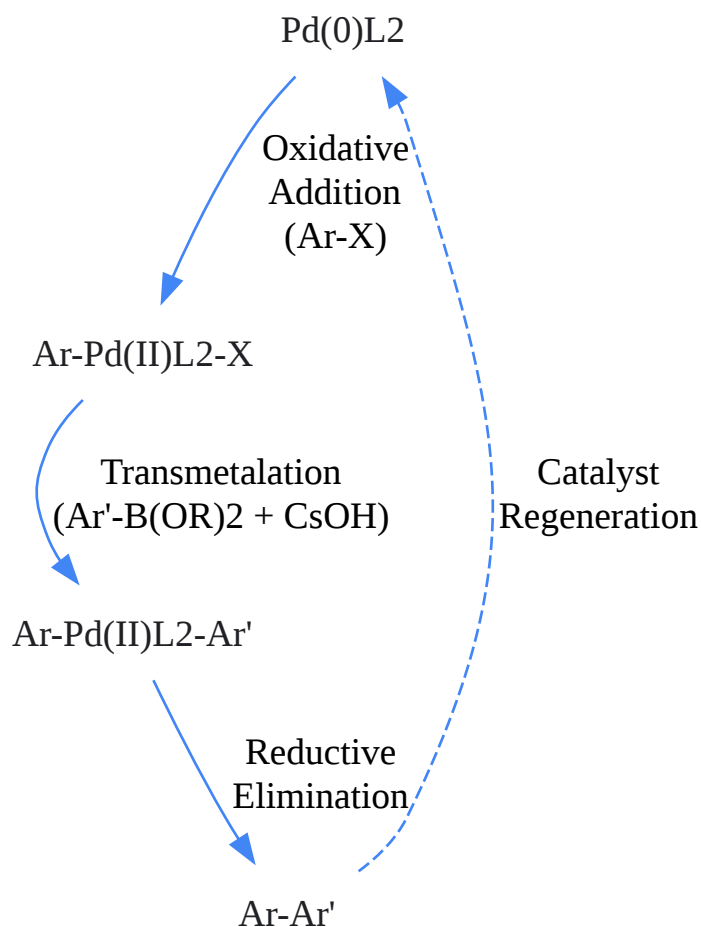 Pd(0)L2
Oxidative
Addition
(Ar-X)
Ar-Pd(II)L2-X
Transmetalation
(Ar'-B(OR)2 + CsOH)
Catalyst
Regeneration
Ar-Pd(II)L2-Ar'
Reductive
Elimination
Ar-Ar'